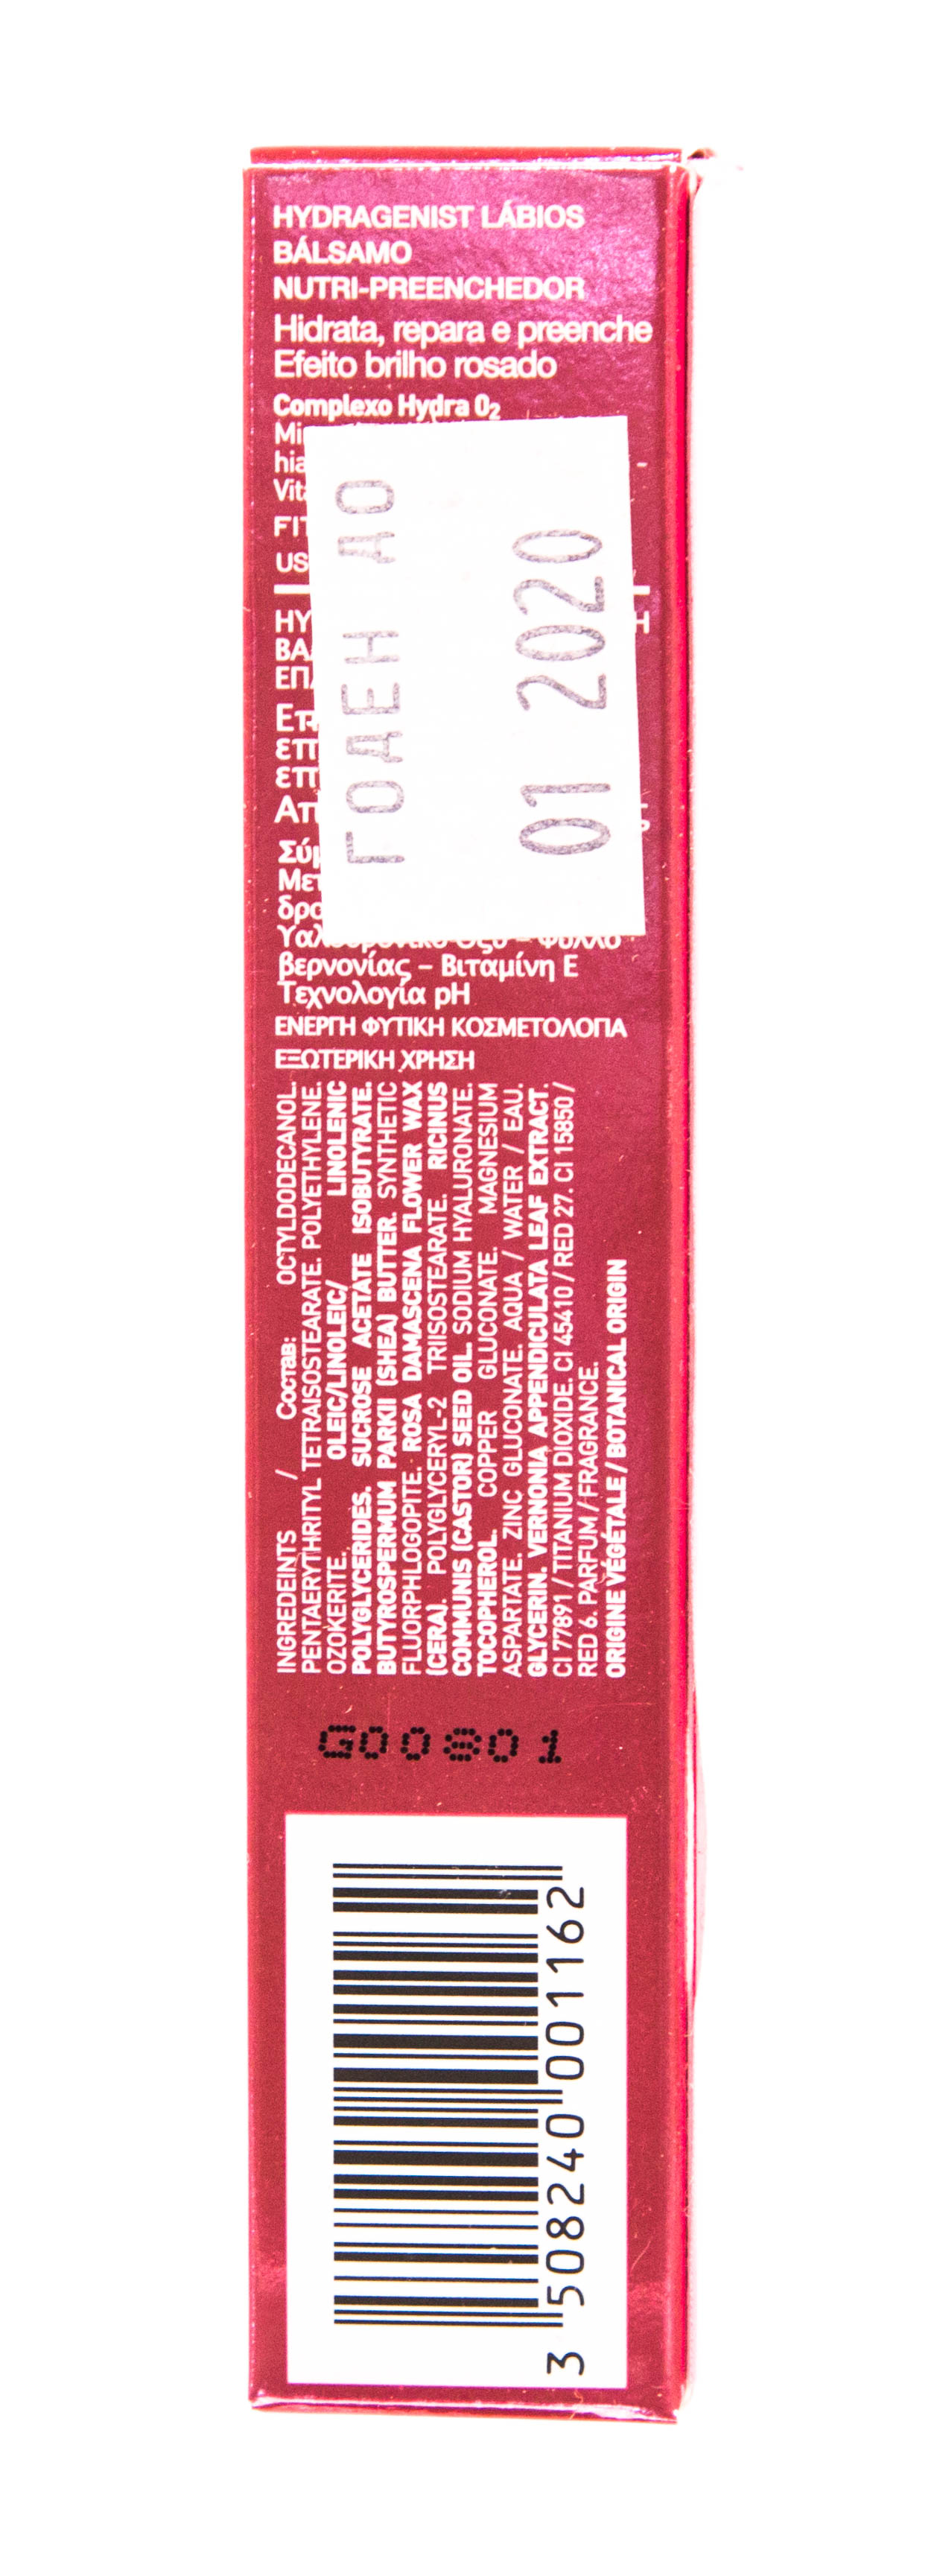 HYDRAGENIST LÁBIOS
BÁLSAMO
NUTRI-PREENCHEDOR
Hidrata, repara e preenche
Efeito brilho rosado
Complexo Hydra O₂
ГОДЕН ДО
01 2020
βερνονίας – Βιταμίνη Ε
Τεχνολογία pH
ΕΝΕΡΓΗ ΦΥΤΙΚΗ ΚΟΣΜΕΤΟΛΟΓΙΑ
ΕΞΩΤΕΡΙΚΗ ΧΡΗΣΗ
INGREDEINTS / Состав: OCTYLDODECANOL.
PENTAERYTHRITYL TETRAISOSTEARATE. POLYETHYLENE.
OZOKERITE. OLEIC/LINOLEIC/ LINOLENIC
POLYGLYCERIDES. SUCROSE ACETATE ISOBUTYRATE.
BUTYROSPERMUM PARKII (SHEA) BUTTER. SYNTHETIC
FLUORPHLOGOPITE. ROSA DAMASCENA FLOWER WAX
(CERA). POLYGLYCERYL-2 TRIISOSTEARATE. RICINUS
COMMUNIS (CASTOR) SEED OIL. SODIUM HYALURONATE.
TOCOPHEROL. COPPER GLUCONATE. MAGNESIUM
ASPARTATE. ZINC GLUCONATE. AQUA / WATER / EAU.
GLYCERIN. VERNONIA APPENDICULATA LEAF EXTRACT.
CI 77891 / TITANIUM DIOXIDE. CI 45410 / RED 27. CI 15850 /
RED 6. PARFUM / FRAGRANCE.
ORIGINE VÉGÉTALE / BOTANICAL ORIGIN
G00801
3 508240 001162